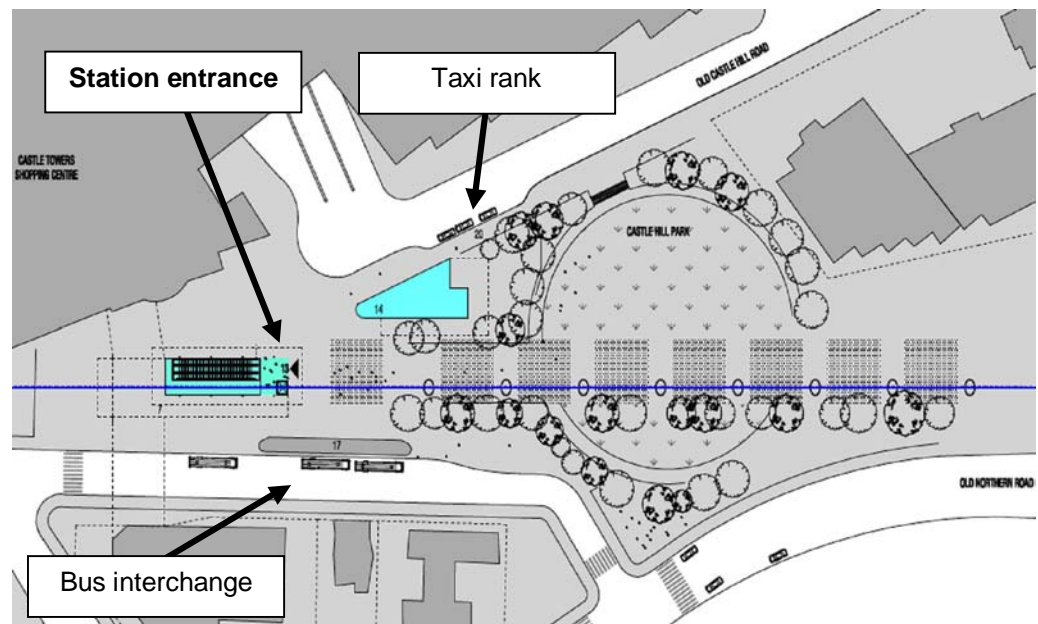 Station entrance
Taxi rank
OLD CASTLE HILL ROAD
CASTLE TOWERS
SHOPPING CENTRE
20
CASTLE HILL PARK
14
13
17
OLD NORTHERN ROAD
Bus interchange